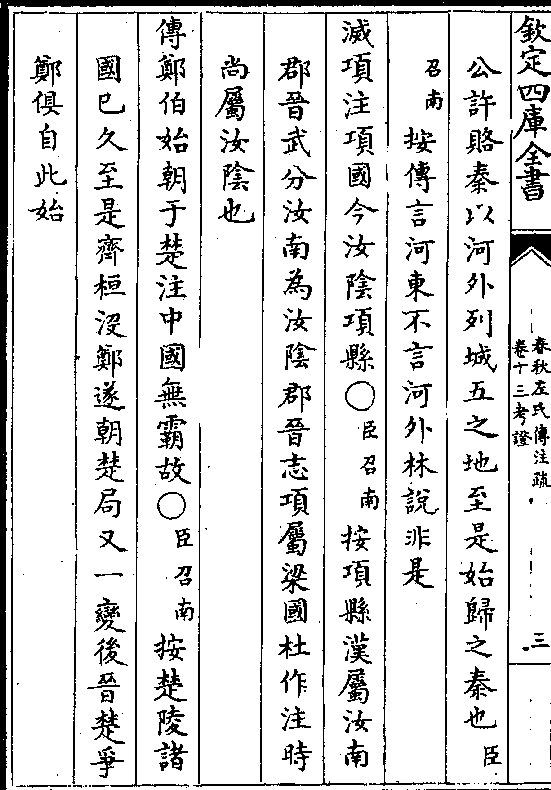 欽定四庫全書
春秋左氏傳注疏
卷十三考證
三
公許賂秦以河外列城五之地至是始歸之秦也臣
召南按傳言河東不言河外林說非是
滅項注項國今汝陰項縣○臣召南按項縣漢屬汝南
郡晉武分汝南為汝陰郡晉志項屬梁國杜作注時
尚屬汝陰也
傳鄭伯始朝于楚注中國無霸故○臣召南按楚陵諸
國已久至是齊桓沒鄭遂朝楚局又一變後晉楚爭
鄭俱自此始